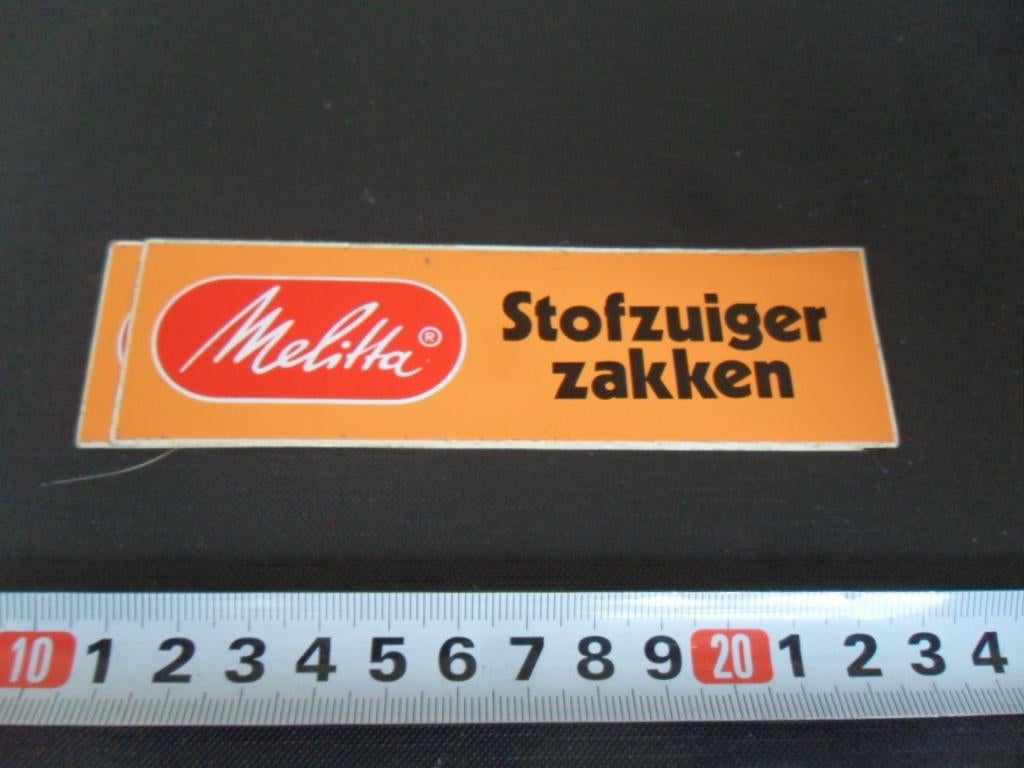 Melitta®
Stofzuiger
zakken
10 1 2 3 4 5 6 7 8 9 20 1 2 3 4